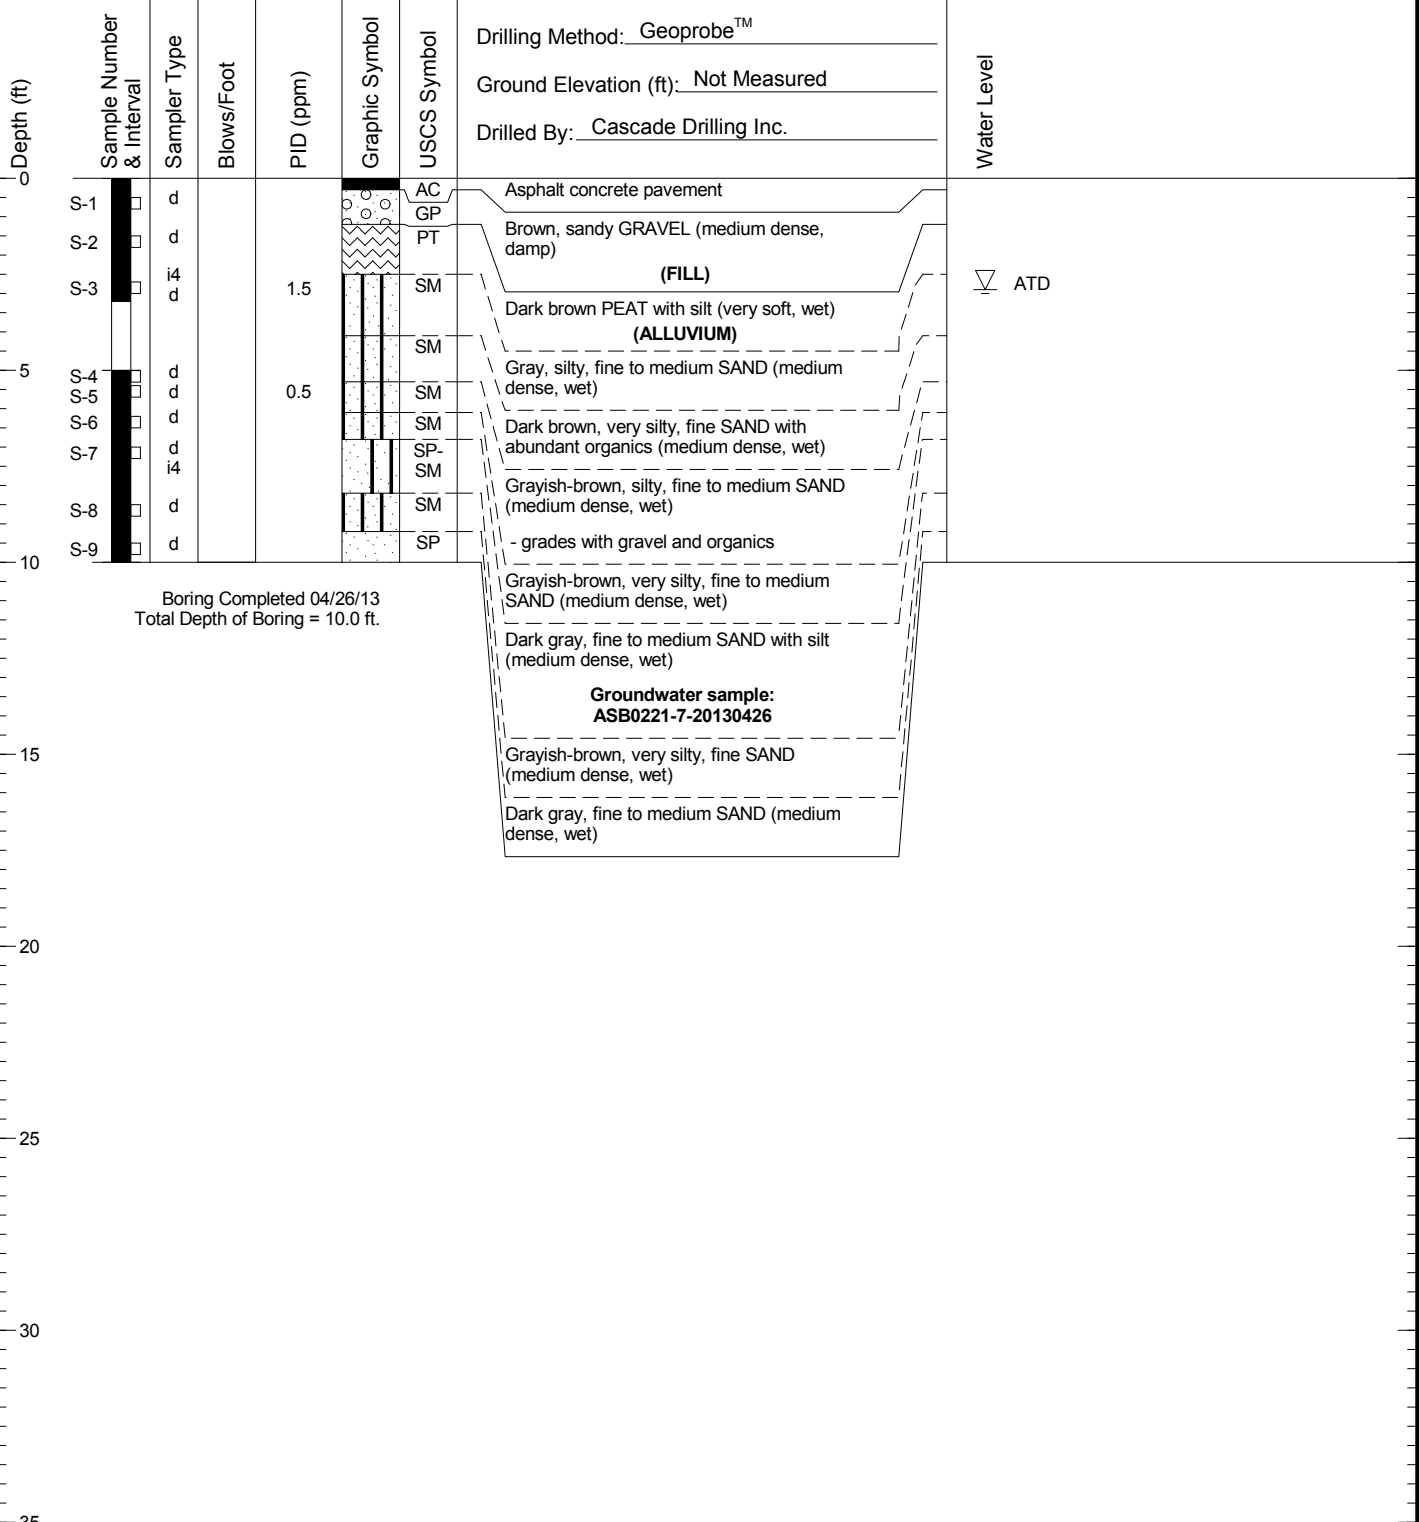 Depth (ft)
Sample Number
& Interval
Sampler Type
Blows/Foot
PID (ppm)
Graphic Symbol
USCS Symbol
Drilling Method: Geoprobe™
Ground Elevation (ft): Not Measured
Drilled By: Cascade Drilling Inc.
Water Level
0
S-1
d
AC
Asphalt concrete pavement
GP
Brown, sandy GRAVEL (medium dense,
damp)
(FILL)
S-2
d
PT
Dark brown PEAT with silt (very soft, wet)
(ALLUVIUM)
S-3
i4
d
1.5
SM
Gray, silty, fine to medium SAND (medium
dense, wet)
ATD
SM
Dark brown, very silty, fine SAND with
abundant organics (medium dense, wet)
5
S-4
d
S-5
d
0.5
SM
Grayish-brown, silty, fine to medium SAND
(medium dense, wet)
- grades with gravel and organics
S-6
d
SM
Grayish-brown, very silty, fine to medium
SAND (medium dense, wet)
S-7
d
i4
SP-
SM
Dark gray, fine to medium SAND with silt
(medium dense, wet)
Groundwater sample:
ASB0221-7-20130426
S-8
d
SM
Grayish-brown, very silty, fine SAND
(medium dense, wet)
S-9
d
SP
Dark gray, fine to medium SAND (medium
dense, wet)
10
Boring Completed 04/26/13
Total Depth of Boring = 10.0 ft.
15
20
25
30
35